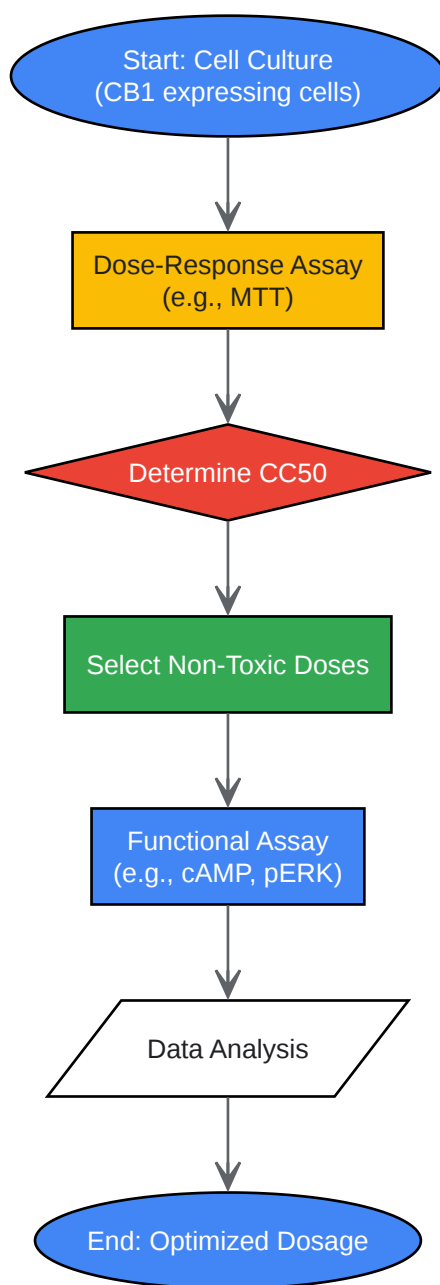 Start: Cell Culture
(CB1 expressing cells)
Dose-Response Assay
(e.g., MTT)
Determine CC50
Select Non-Toxic Doses
Functional Assay
(e.g., cAMP, pERK)
Data Analysis
End: Optimized Dosage